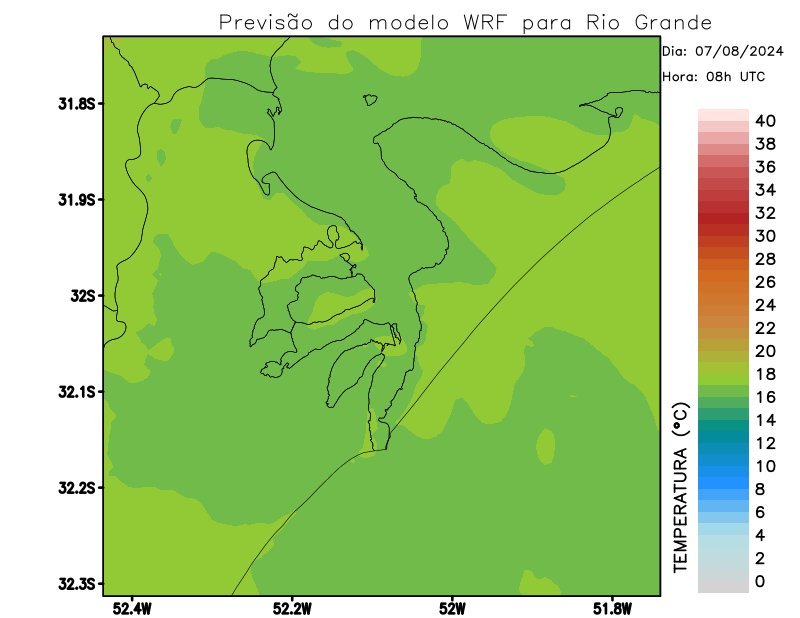 Previsão do modelo WRF para Rio Grande
Dia: 07/08/2024
Hora: 08h UTC
31.8S
31.9S
32S
32.1S
32.2S
32.3S
52.4W
52.2W
52W
51.8W
TEMPERATURA (°C)
40
38
36
34
32
30
28
26
24
22
20
18
16
14
12
10
8
6
4
2
0